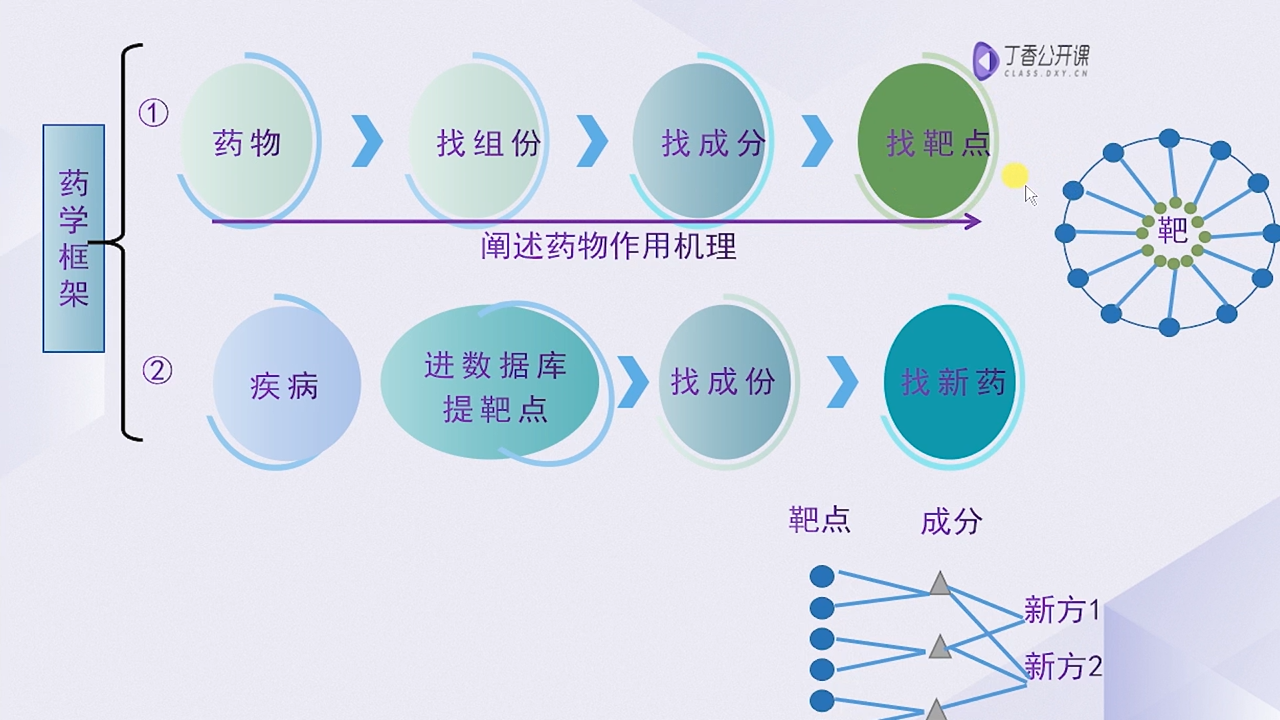 丁香公开课
CLASS.DXY.CN
药学框架
①
药物
找组份
找成分
找靶点
阐述药物作用机理
靶
②
疾病
进数据库
提靶点
找成份
找新药
靶点
成分
新方1
新方2